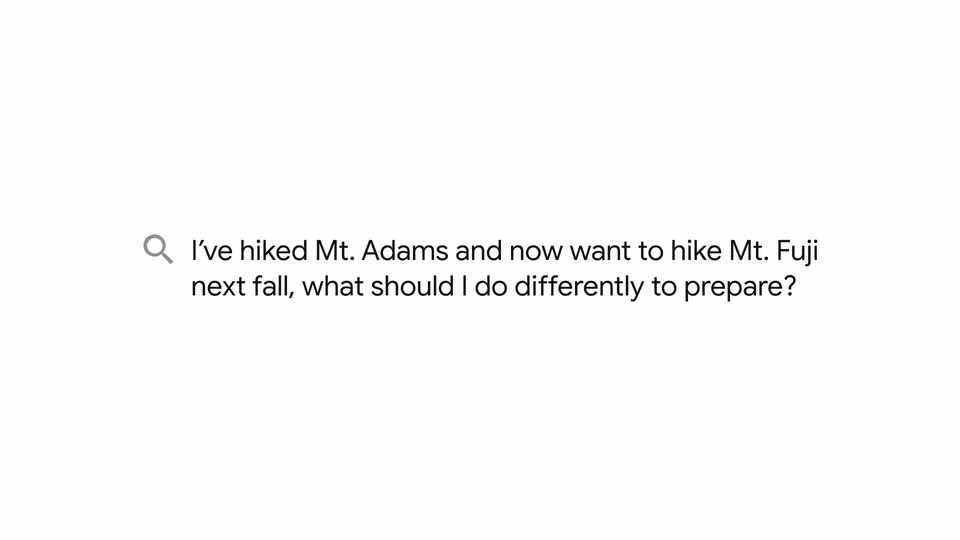 I’ve hiked Mt. Adams and now want to hike Mt. Fuji
next fall, what should I do differently to prepare?